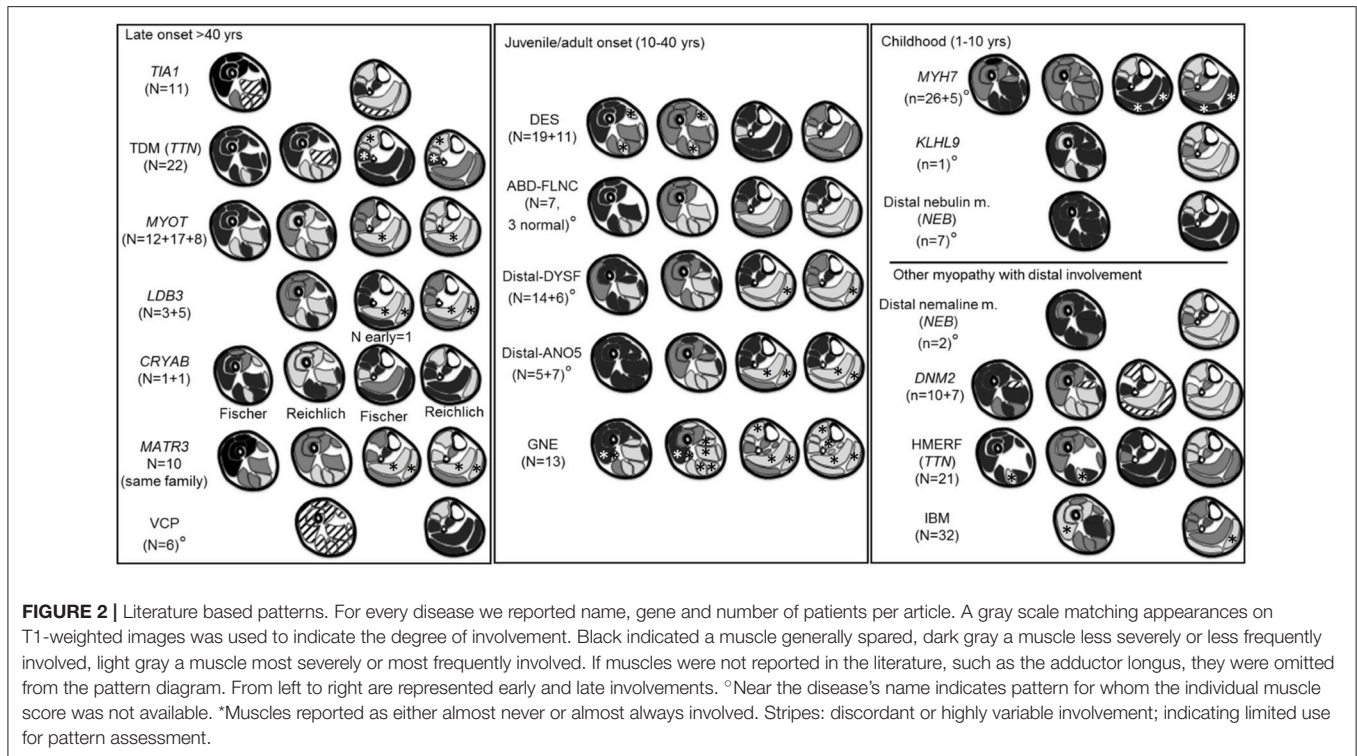 Late onset >40 yrs
TIA1
(N=11)
TDM (TTN)
(N=22)
MYOT
(N=12+17+8)
LDB3
(N=3+5)
N early=1
CRYAB
(N=1+1)
Fischer Reichlich Fischer Reichlich
MATR3
N=10
(same family)
VCP
(N=6)°
Juvenile/adult onset (10-40 yrs)
DES
(N=19+11)
ABD-FLNC
(N=7,
3 normal)°
Distal-DYSF
(N=14+6)°
Distal-ANO5
(N=5+7)°
GNE
(N=13)
Childhood (1-10 yrs)
MYH7
(n=26+5)°
KLHL9
(n=1)°
Distal nebulin m.
(NEB)
(n=7)°
Other myopathy with distal involvement
Distal nemaline m.
(NEB)
(n=2)°
DNM2
(n=10+7)
HMERF
(TTN)
(N=21)
IBM
(N=32)
FIGURE 2 | Literature based patterns. For every disease we reported name, gene and number of patients per article. A gray scale matching appearances on
T1-weighted images was used to indicate the degree of involvement. Black indicated a muscle generally spared, dark gray a muscle less severely or less frequently
involved, light gray a muscle most severely or most frequently involved. If muscles were not reported in the literature, such as the adductor longus, they were omitted
from the pattern diagram. From left to right are represented early and late involvements. °Near the disease's name indicates pattern for whom the individual muscle
score was not available. *Muscles reported as either almost never or almost always involved. Stripes: discordant or highly variable involvement; indicating limited use
for pattern assessment.